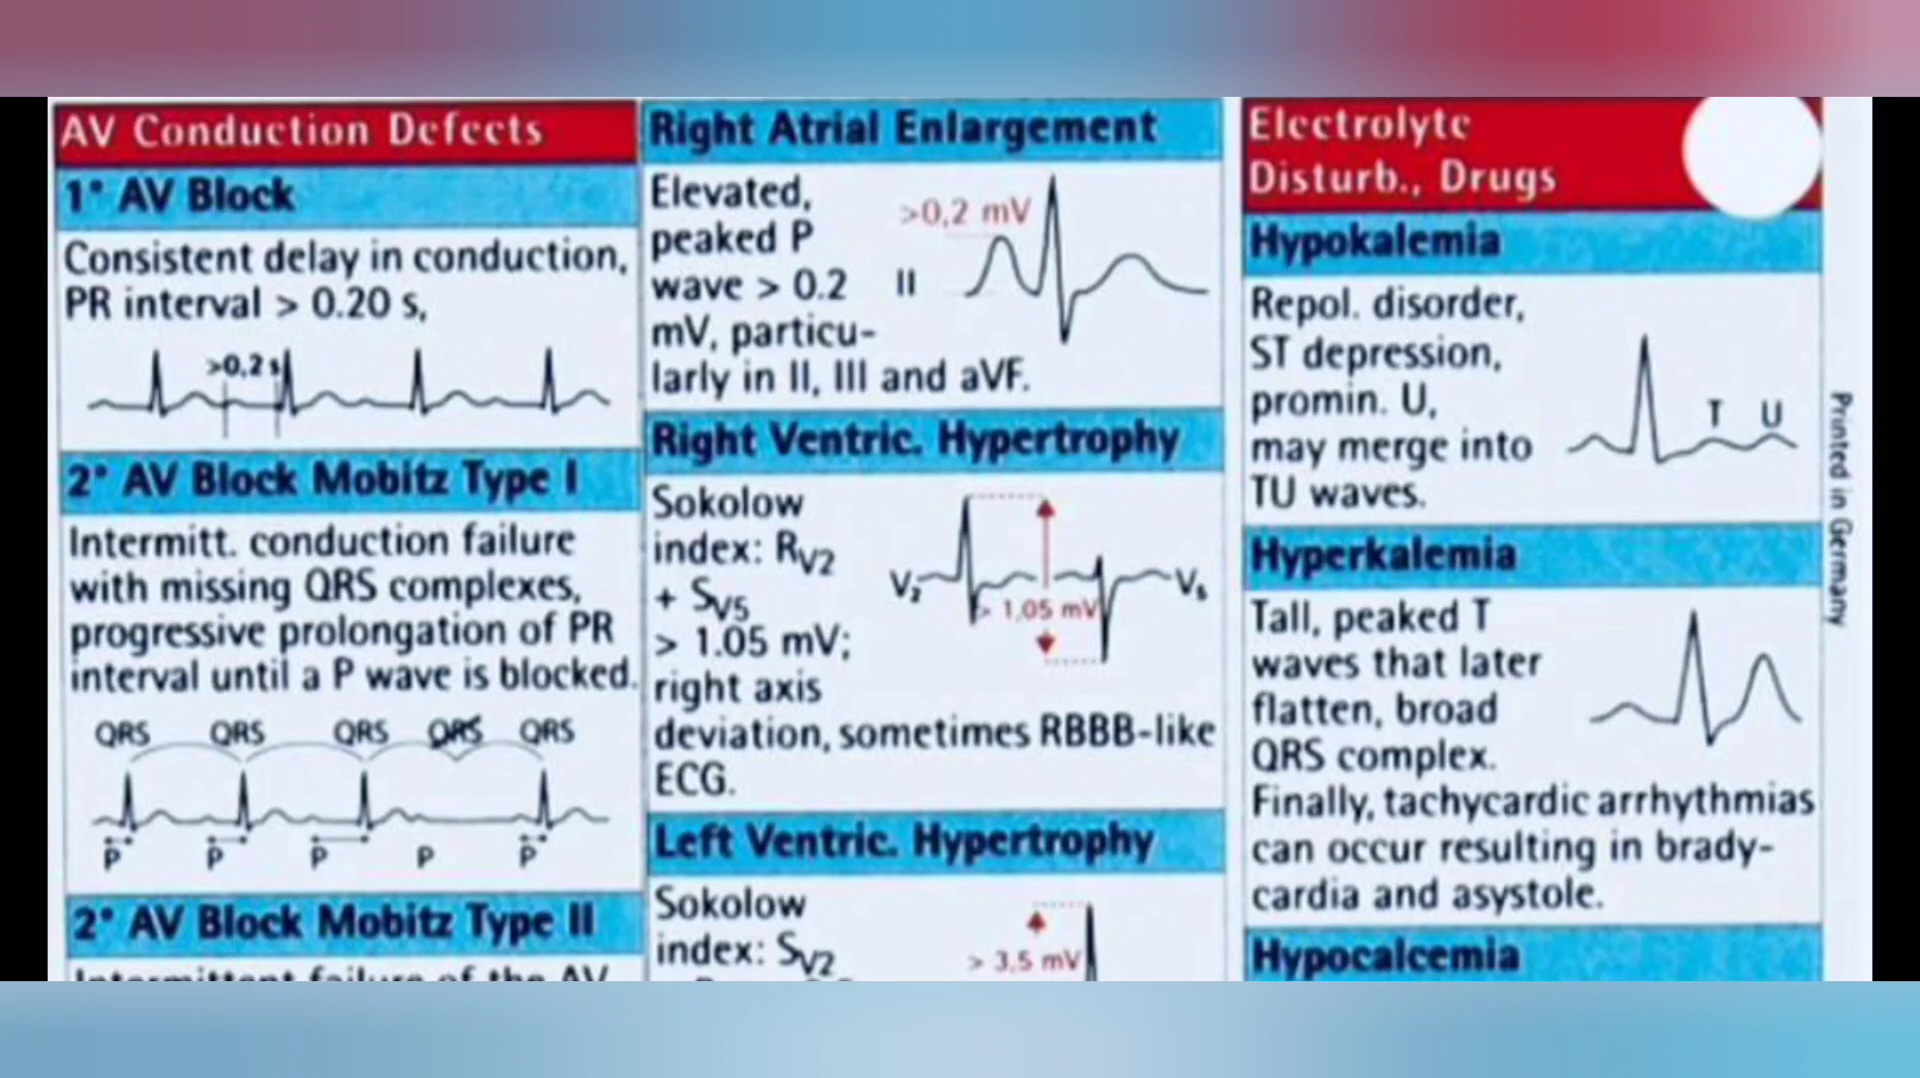 AV Conduction Defects
1° AV Block
Consistent delay in conduction,
PR interval > 0.20 s,
>0,2 s
2° AV Block Mobitz Type I
Intermitt. conduction failure
with missing QRS complexes,
progressive prolongation of PR
interval until a P wave is blocked.
QRS QRS QRS QRS QRS
P P P P P
2° AV Block Mobitz Type II
Intermittent failure of the AV
Right Atrial Enlargement
Elevated,
peaked P
wave > 0.2
mV, particu-
larly in II, III and aVF.
>0,2 mV
II
Right Ventric. Hypertrophy
Sokolow
index: RV2
+ SV5
> 1.05 mV;
right axis
deviation, sometimes RBBB-like
ECG.
V2
> 1,05 mV
Left Ventric. Hypertrophy
Sokolow
index: SV2
> 3,5 mV
Electrolyte
Disturb., Drugs
Hypokalemia
Repol. disorder,
ST depression,
promin. U,
may merge into
TU waves.
T U
Hyperkalemia
Tall, peaked T
waves that later
flatten, broad
QRS complex.
Finally, tachycardic arrhythmias
can occur resulting in brady-
cardia and asystole.
Hypocalcemia
Printed in Germany